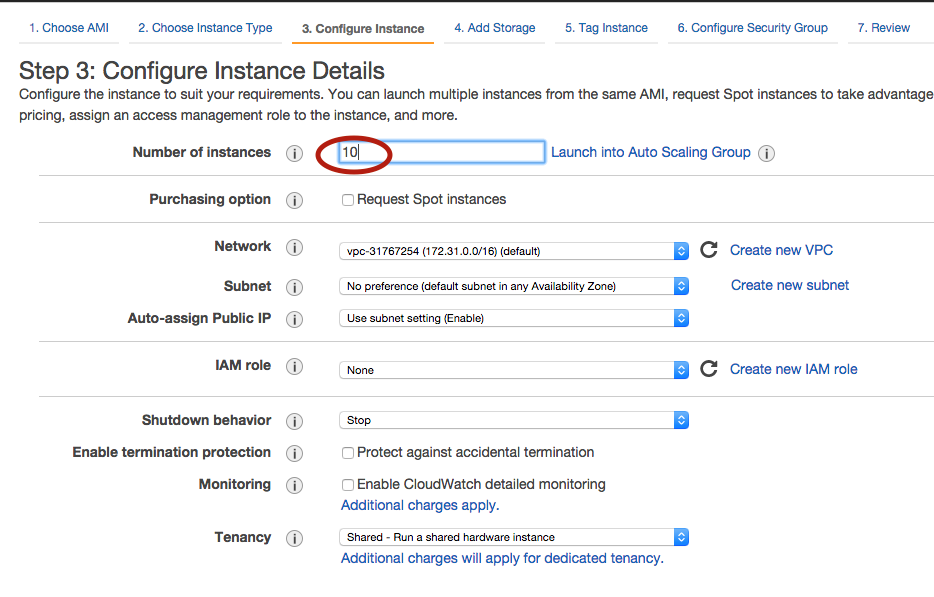 1. Choose AMI 2. Choose Instance Type 3. Configure Instance 4. Add Storage 5. Tag Instance 6. Configure Security Group 7. Review
Step 3: Configure Instance Details
Configure the instance to suit your requirements. You can launch multiple instances from the same AMI, request Spot instances to take advantage
pricing, assign an access management role to the instance, and more.
Number of instances i 10 Launch into Auto Scaling Group i
Purchasing option i Request Spot instances
Network i vpc-31767254 (172.31.0.0/16) (default) Create new VPC
Subnet i No preference (default subnet in any Availability Zone) Create new subnet
Auto-assign Public IP i Use subnet setting (Enable)
IAM role i None Create new IAM role
Shutdown behavior i Stop
Enable termination protection i Protect against accidental termination
Monitoring i Enable CloudWatch detailed monitoring
Additional charges apply.
Tenancy i Shared - Run a shared hardware instance
Additional charges will apply for dedicated tenancy.